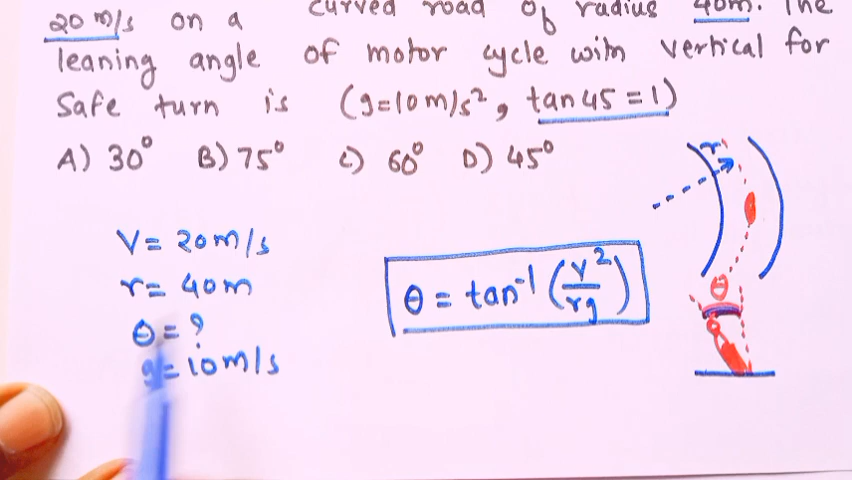 20 m/s on a curved road of radius 40m. The
leaning angle of motor cycle with vertical for
Safe turn is (g=10m/s², tan45=1)
A) 30° B) 75° C) 60° D) 45°
r
V= 20m/s
r= 40m
θ=?
g=10m/s
θ = tan⁻¹ (v²/rg)
θ